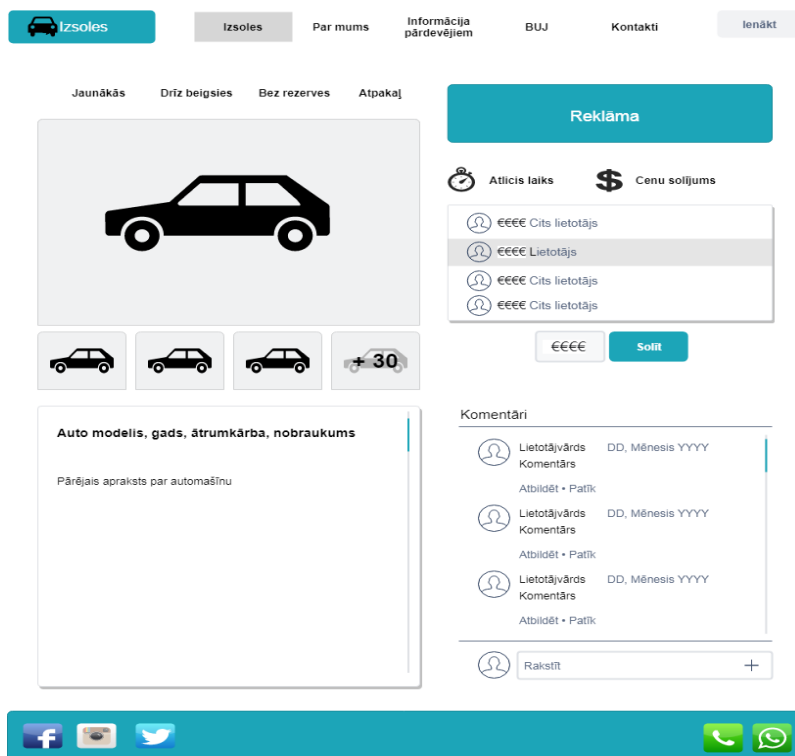 Izsoles
Izsoles
Par mums
Informācija
pārdevējiem
BUJ
Kontakti
Ienākt
Jaunākās
Drīz beigsies
Bez rezerves
Atpakaļ
Reklāma
Atlicis laiks
$ Cenu solījums
€€€€ Cits lietotājs
€€€€ Lietotājs
€€€€ Cits lietotājs
€€€€ Cits lietotājs
+ 30
€€€€
Solīt
Auto modelis, gads, ātrumkārba, nobraukums
Pārējais apraksts par automašīnu
Komentāri
Lietotājvārds DD, Mēnesis YYYY
Komentārs
Atbildēt • Patīk
Lietotājvārds DD, Mēnesis YYYY
Komentārs
Atbildēt • Patīk
Lietotājvārds DD, Mēnesis YYYY
Komentārs
Atbildēt • Patīk
Rakstīt